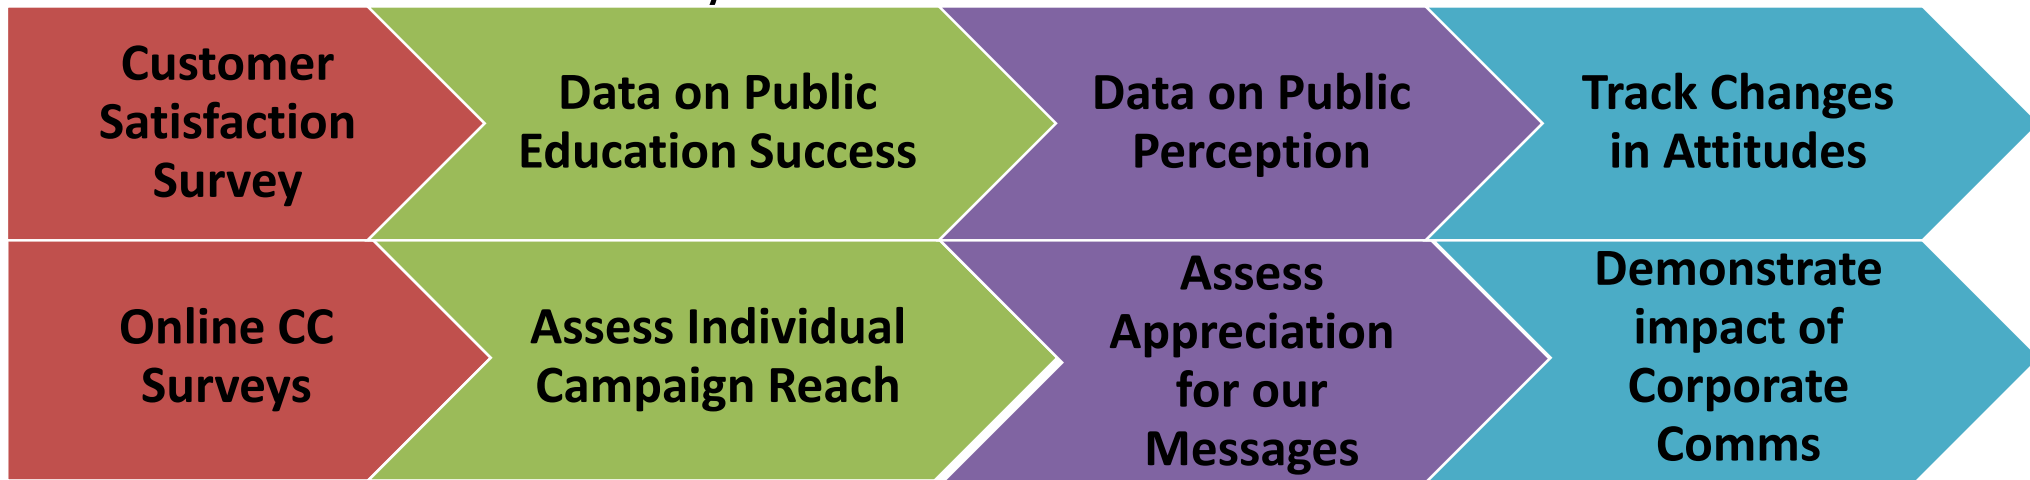 Customer
Satisfaction
Survey
Data on Public
Education Success
Data on Public
Perception
Track Changes
in Attitudes
Online CC
Surveys
Assess Individual
Campaign Reach
Assess
Appreciation
for our
Messages
Demonstrate
impact of
Corporate
Comms